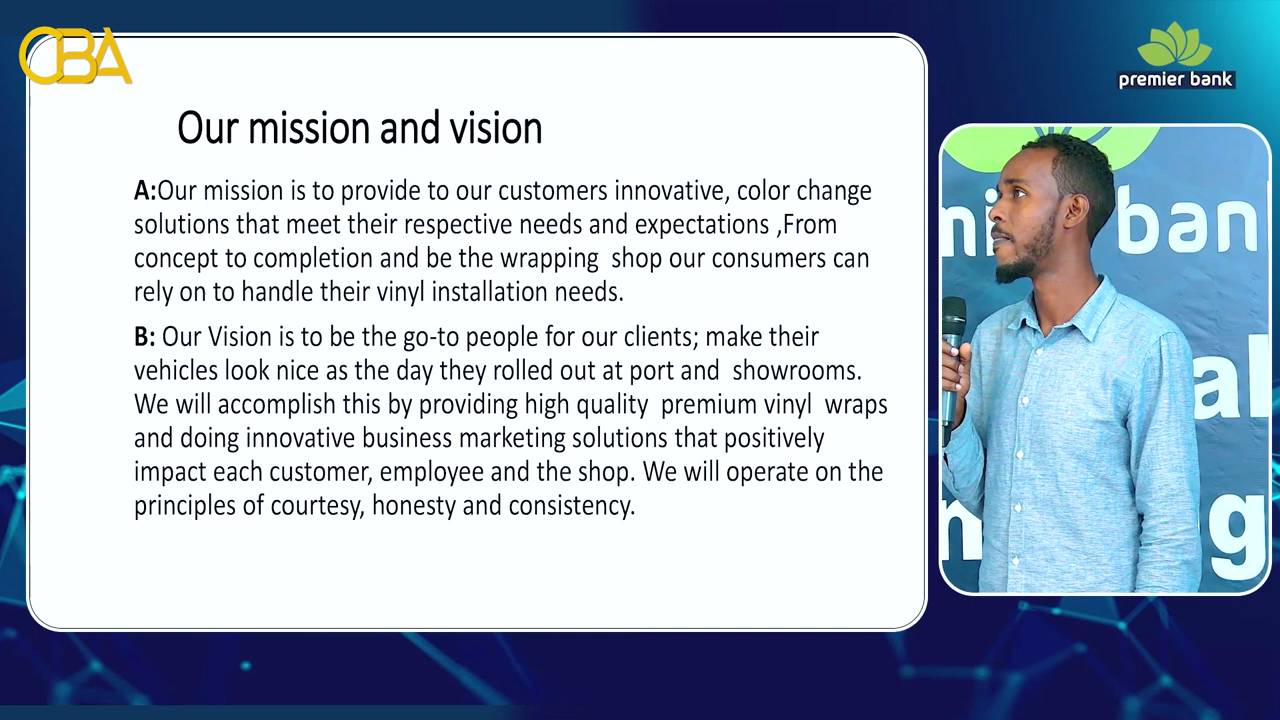 OBA
premier bank
Our mission and vision
A:Our mission is to provide to our customers innovative, color change
solutions that meet their respective needs and expectations ,From
concept to completion and be the wrapping  shop our consumers can
rely on to handle their vinyl installation needs.
B: Our Vision is to be the go-to people for our clients; make their
vehicles look nice as the day they rolled out at port and  showrooms.
We will accomplish this by providing high quality  premium vinyl  wraps
and doing innovative business marketing solutions that positively
impact each customer, employee and the shop. We will operate on the
principles of courtesy, honesty and consistency.